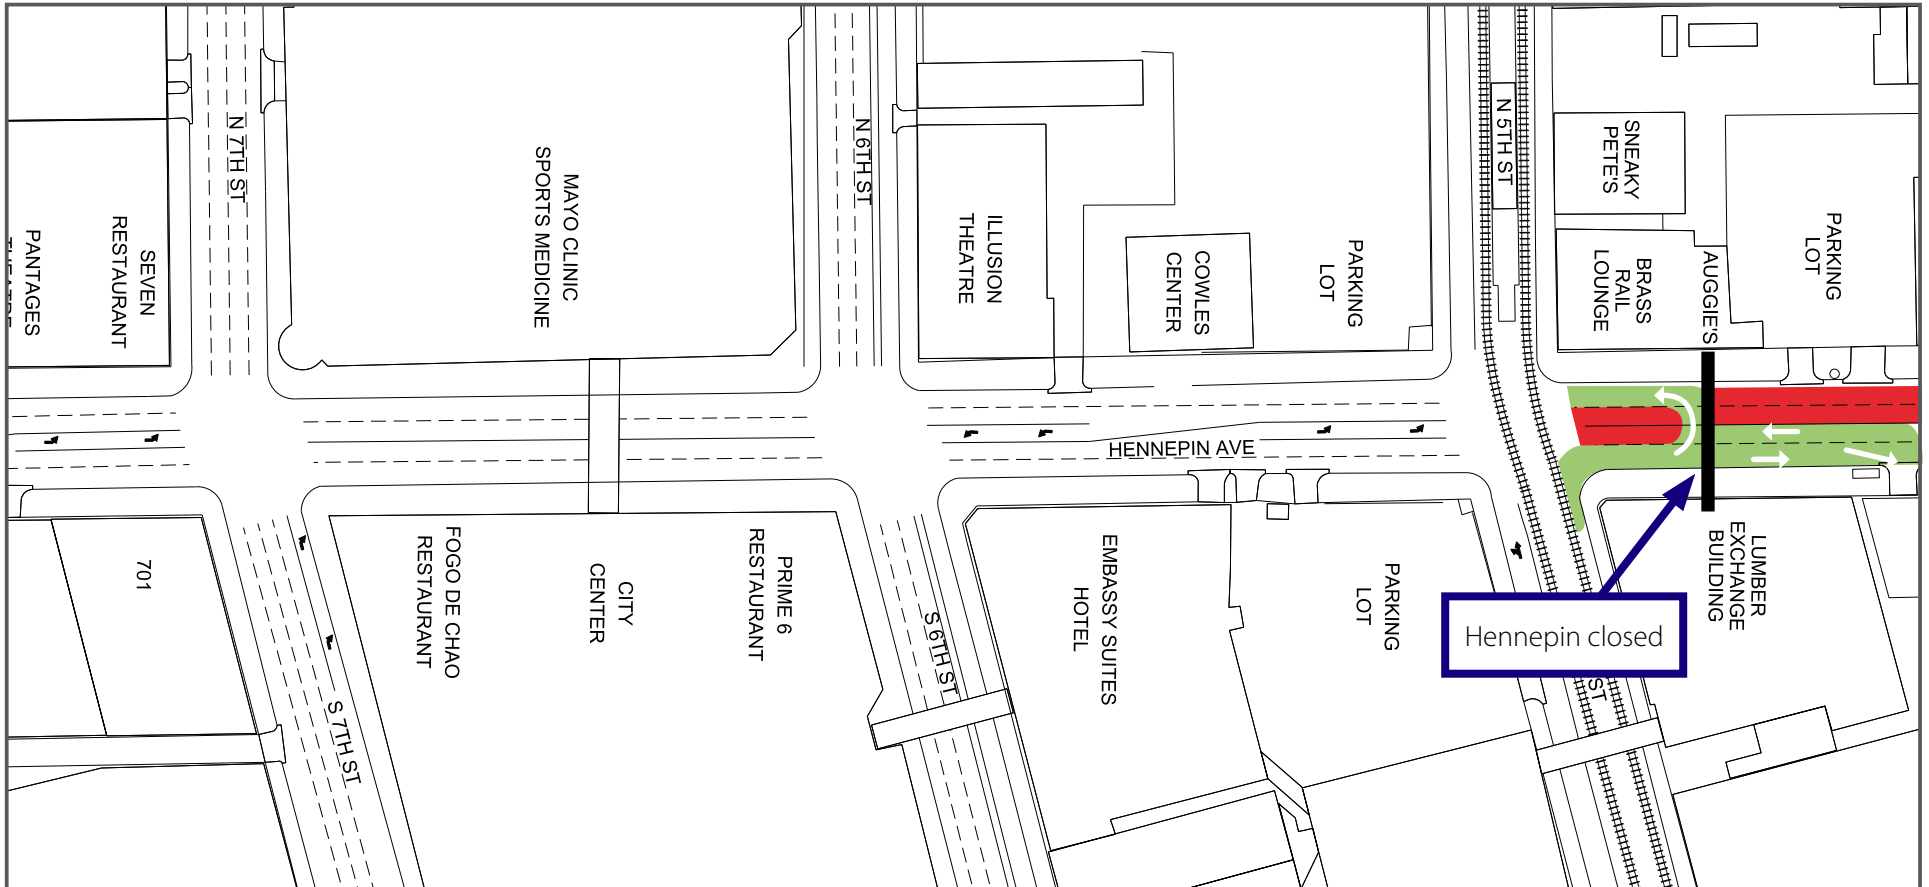 N 7TH ST
N 6TH ST
N 5TH ST
MAYO CLINIC
SPORTS MEDICINE
ILLUSION
THEATRE
COWLES
CENTER
PARKING
LOT
SNEAKY
PETE'S
BRASS
RAIL
LOUNGE
AUGGIE'S
PARKING
LOT
SEVEN
RESTAURANT
PANTAGES
HENNEPIN AVE
701
S 7TH ST
FOGO DE CHAO
RESTAURANT
CITY
CENTER
PRIME 6
RESTAURANT
S 6TH ST
EMBASSY SUITES
HOTEL
PARKING
LOT
LUMBER
EXCHANGE
BUILDING
Hennepin closed
ST